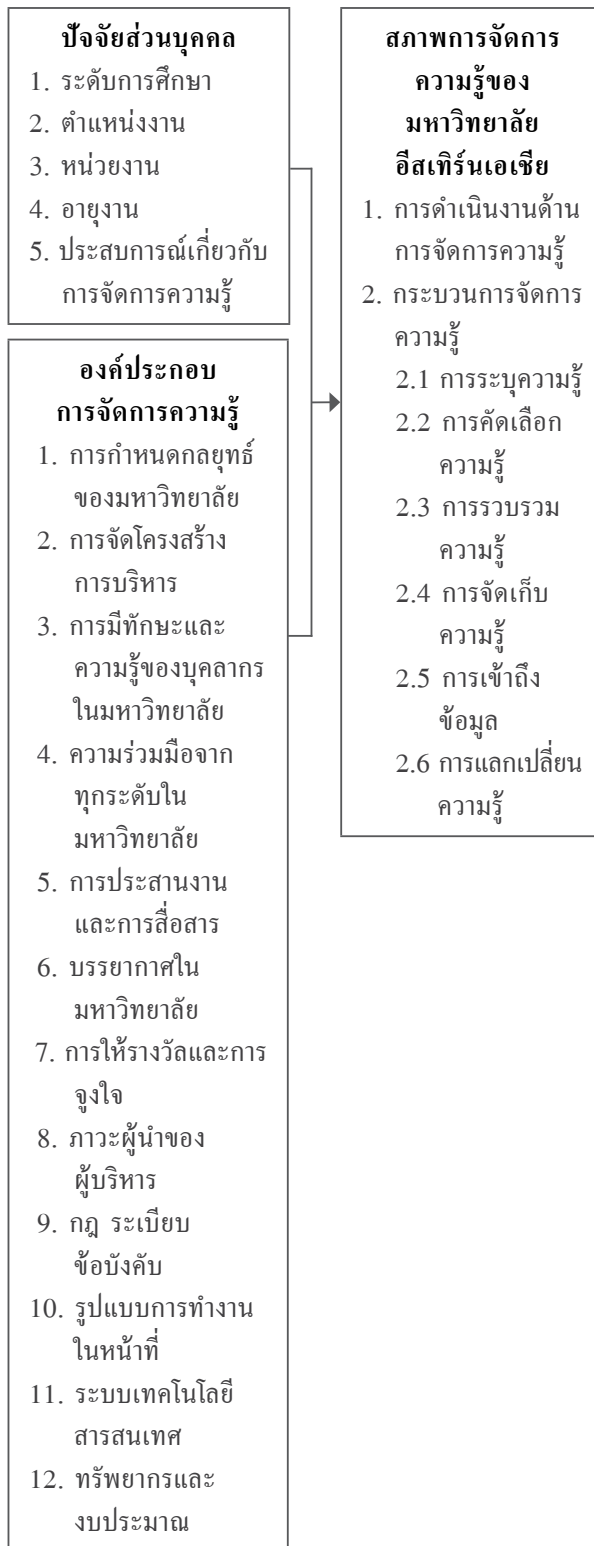 ปัจจัยส่วนบุคคล
1. ระดับการศึกษา
2. ตำแหน่งงาน
3. หน่วยงาน
4. อายุงาน
5. ประสบการณ์เกี่ยวกับ
การจัดการความรู้
องค์ประกอบ
การจัดการความรู้
1. การกำหนดกลยุทธ์
ของมหาวิทยาลัย
2. การจัดโครงสร้าง
การบริหาร
3. การมีทักษะและ
ความรู้ของบุคลากร
ในมหาวิทยาลัย
4. ความร่วมมือจาก
ทุกระดับใน
มหาวิทยาลัย
5. การประสานงาน
และการสื่อสาร
6. บรรยากาศใน
มหาวิทยาลัย
7. การให้รางวัลและการ
จูงใจ
8. ภาวะผู้นำของ
ผู้บริหาร
9. กฎ ระเบียบ
ข้อบังคับ
10. รูปแบบการทำงาน
ในหน้าที่
11. ระบบเทคโนโลยี
สารสนเทศ
12. ทรัพยากรและ
งบประมาณ
สภาพการจัดการ
ความรู้ของ
มหาวิทยาลัย
อีสเทิร์นเอเชีย
1. การดำเนินงานด้าน
การจัดการความรู้
2. กระบวนการจัดการ
ความรู้
2.1 การระบุความรู้
2.2 การคัดเลือก
ความรู้
2.3 การรวบรวม
ความรู้
2.4 การจัดเก็บ
ความรู้
2.5 การเข้าถึง
ข้อมูล
2.6 การแลกเปลี่ยน
ความรู้